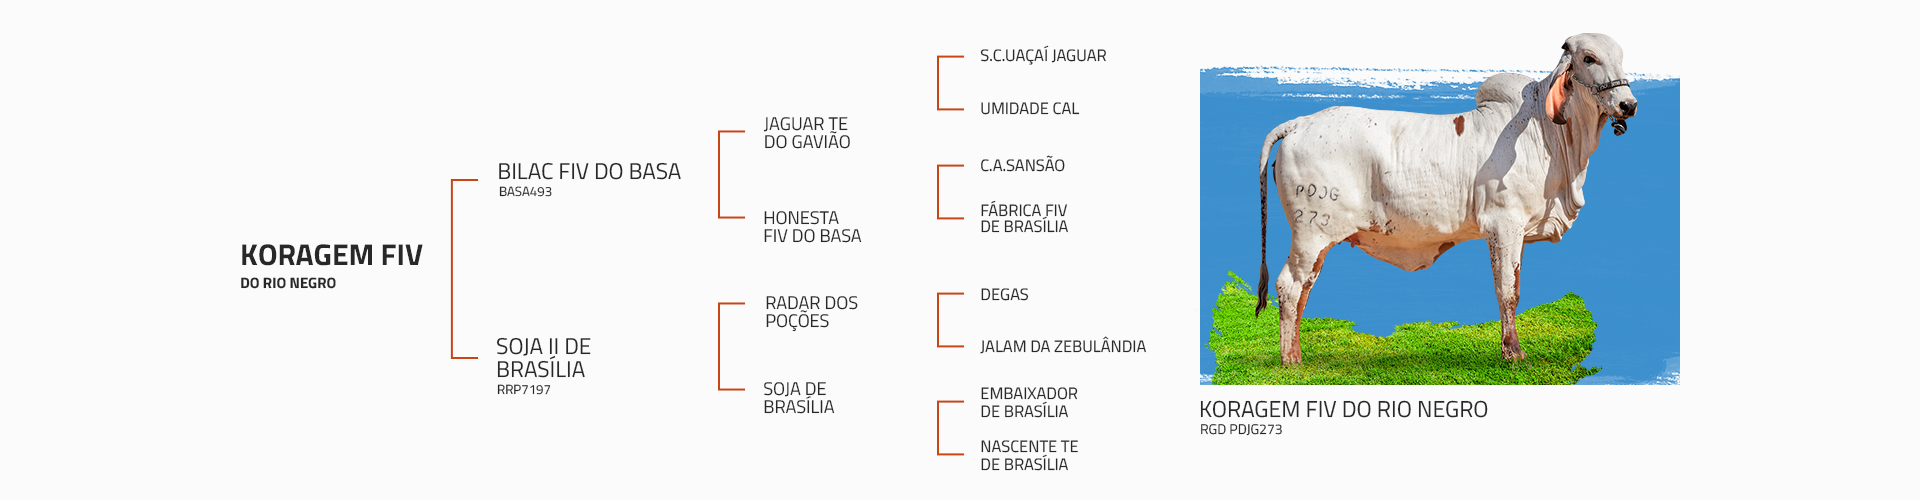 KORAGEM FIV
DO RIO NEGRO
BILAC FIV DO BASA
BASA493
SOJA II DE
BRASÍLIA
RRP7197
JAGUAR TE
DO GAVIÃO
HONESTA
FIV DO BASA
RADAR DOS
POÇÕES
SOJA DE
BRASÍLIA
S.C.UAÇAÍ JAGUAR
UMIDADE CAL
C.A.SANSÃO
FÁBRICA FIV
DE BRASÍLIA
DEGAS
JALAM DA ZEBULÂNDIA
EMBAIXADOR
DE BRASÍLIA
NASCENTE TE
DE BRASÍLIA
PDJG
273
KORAGEM FIV DO RIO NEGRO
RGD PDJG273